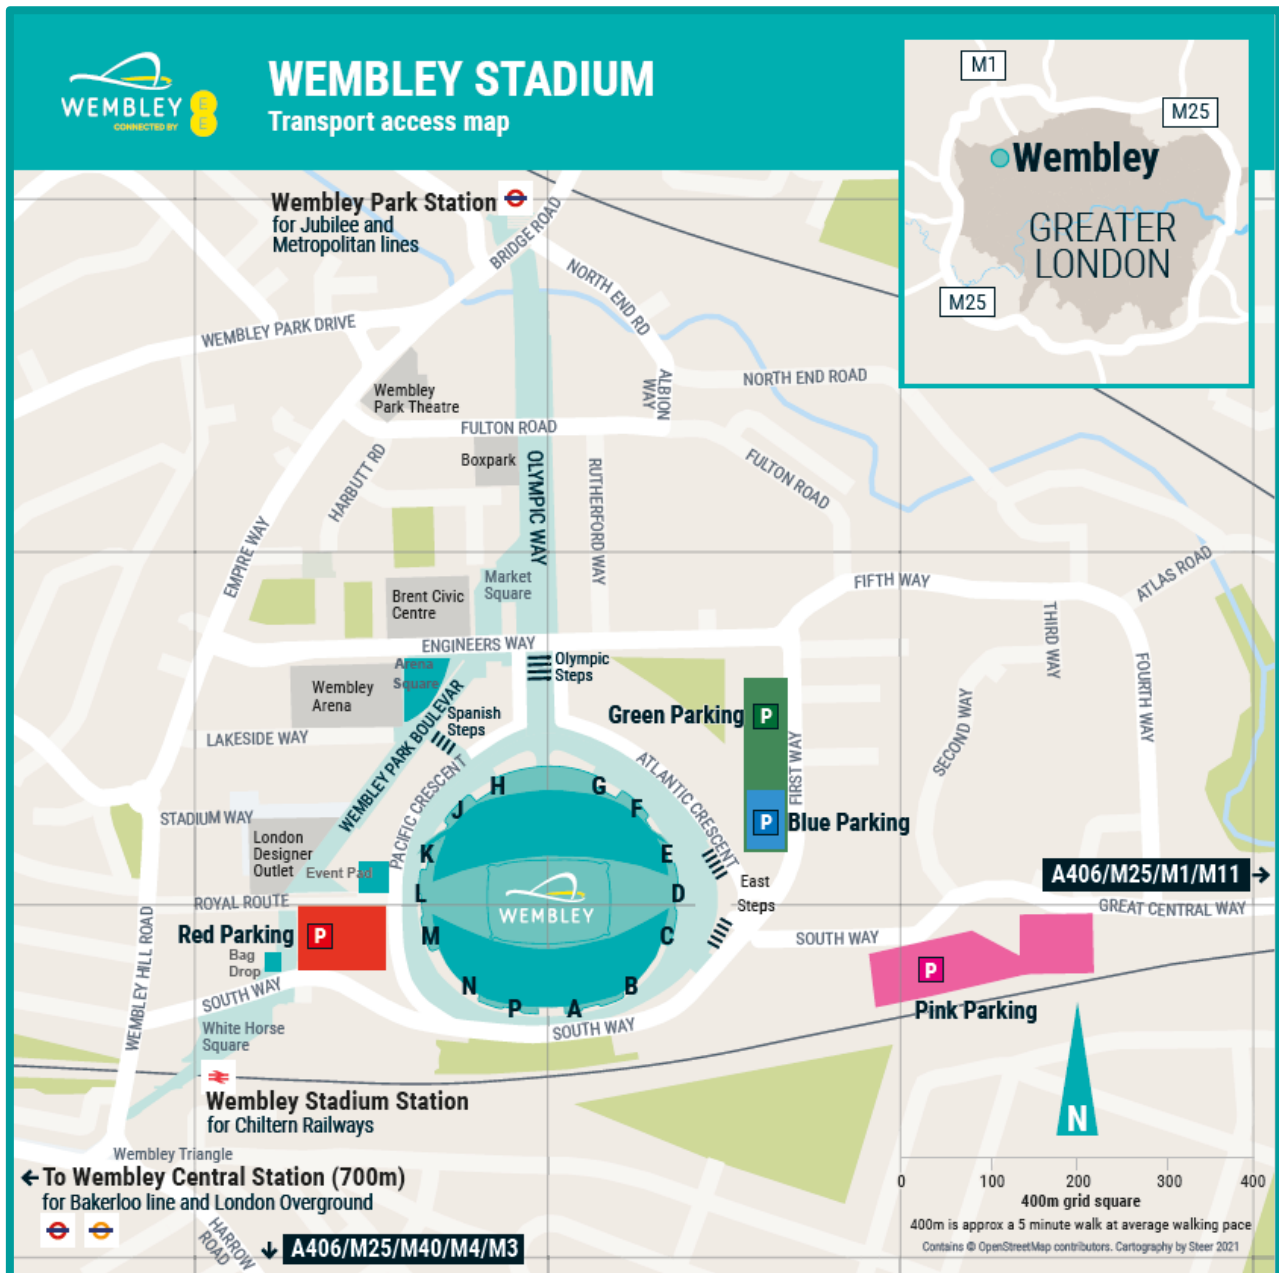 WEMBLEY
CONNECTED BY
EE
WEMBLEY STADIUM
Transport access map
M1
M25
Wembley
GREATER
LONDON
M25
Wembley Park Station
for Jubilee and
Metropolitan lines
BRIDGE ROAD
NORTH END RD
WEMBLEY PARK DRIVE
ALBION
WAY
NORTH END ROAD
Wembley
Park Theatre
FULTON ROAD
Boxpark
OLYMPIC WAY
HARBUTT RD
RUTHERFORD WAY
FULTON ROAD
EMPIRE WAY
Market
Square
Brent Civic
Centre
FIFTH WAY
ATLAS ROAD
THIRD WAY
ENGINEERS WAY
Arena
Square
Olympic
Steps
FOURTH WAY
Wembley
Arena
Spanish
Steps
Green Parking
P
SECOND WAY
LAKESIDE WAY
WEMBLEY PARK BOULEVAR
PACIFIC CRESCENT
ATLANTIC CRESCENT
FIRST WAY
H
G
J
F
STADIUM WAY
P
Blue Parking
London
Designer
Outlet
Event Pad
K
E
East
Steps
A406/M25/M1/M11
L
D
WEMBLEY
ROYAL ROUTE
GREAT CENTRAL WAY
Red Parking
P
M
C
SOUTH WAY
Bag
Drop
P
Pink Parking
WEMBLEY HILL ROAD
SOUTH WAY
N
B
P
A
SOUTH WAY
White Horse
Square
Wembley Stadium Station
for Chiltern Railways
N
Wembley Triangle
To Wembley Central Station (700m)
for Bakerloo line and London Overground
HARROW
ROAD
A406/M25/M40/M4/M3
0 100 200 300 400
400m grid square
400m is approx a 5 minute walk at average walking pace
Contains © OpenStreetMap contributors. Cartography by Steer 2021